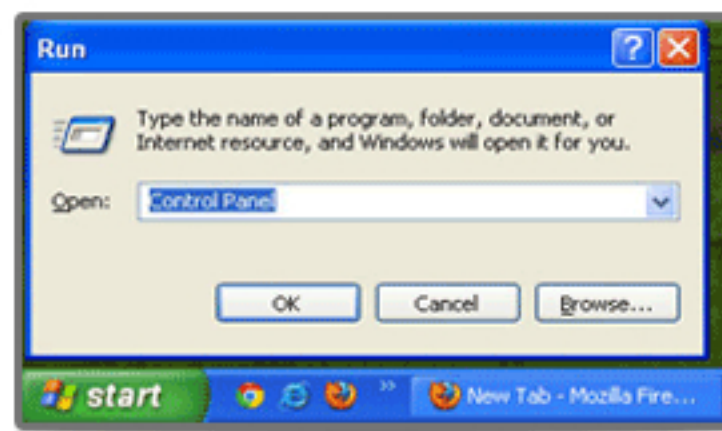 Run
Type the name of a program, folder, document, or
Internet resource, and Windows will open it for you.
Open: Control Panel
OK Cancel Browse...
start New Tab - Mozilla Fire...